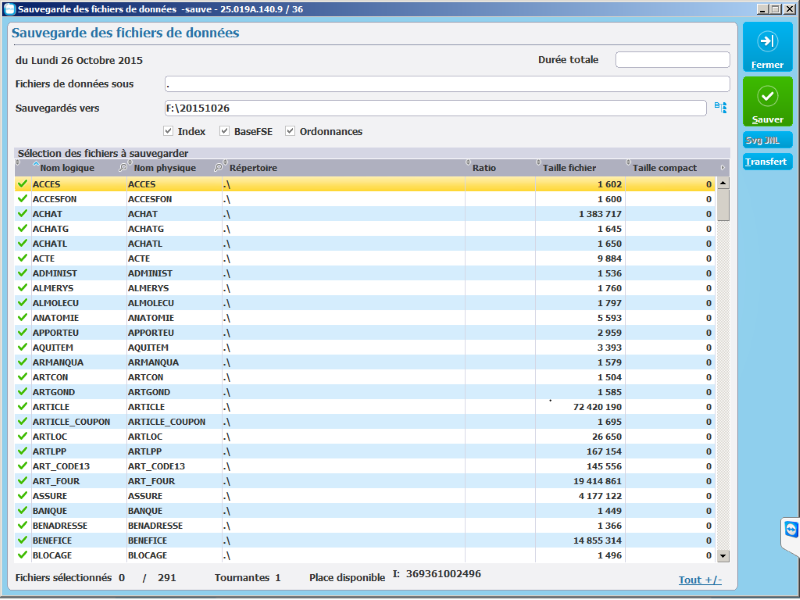 Sauvegarde des fichiers de données -sauve - 25.019A.140.9 / 36
Sauvegarde des fichiers de données
du Lundi 26 Octobre 2015 Durée totale
Fichiers de données sous .
Sauvegardés vers F:\20151026
Index BaseFSE Ordonnances
Sélection des fichiers à sauvegarder
Nom logique Nom physique Répertoire Ratio Taille fichier Taille compact
ACCES ACCES .\ 1 602 0
ACCESFON ACCESFON .\ 1 600 0
ACHAT ACHAT .\ 1 383 717 0
ACHATG ACHATG .\ 1 645 0
ACHATL ACHATL .\ 1 650 0
ACTE ACTE .\ 9 884 0
ADMINIST ADMINIST .\ 1 536 0
ALMERYS ALMERYS .\ 1 760 0
ALMOLECU ALMOLECU .\ 1 797 0
ANATOMIE ANATOMIE .\ 5 593 0
APPORTEU APPORTEU .\ 2 959 0
AQUITEM AQUITEM .\ 3 393 0
ARMANQUA ARMANQUA .\ 1 579 0
ARTCON ARTCON .\ 1 504 0
ARTGOND ARTGOND .\ 1 585 0
ARTICLE ARTICLE .\ 72 420 190 0
ARTICLE_COUPON ARTICLE_COUPON .\ 1 695 0
ARTLOC ARTLOC .\ 26 650 0
ARTLPP ARTLPP .\ 167 154 0
ART_CODE13 ART_CODE13 .\ 145 556 0
ART_FOUR ART_FOUR .\ 19 414 861 0
ASSURE ASSURE .\ 4 177 122 0
BANQUE BANQUE .\ 1 449 0
BENADRESSE BENADRESSE .\ 1 366 0
BENEFICE BENEFICE .\ 14 855 314 0
BLOCAGE BLOCAGE .\ 1 496 0
Fichiers sélectionnés 0 / 291 Tournantes 1 Place disponible I: 369361002496 Tout +/-
Fermer
Sauver
Svg JNL
Transfert